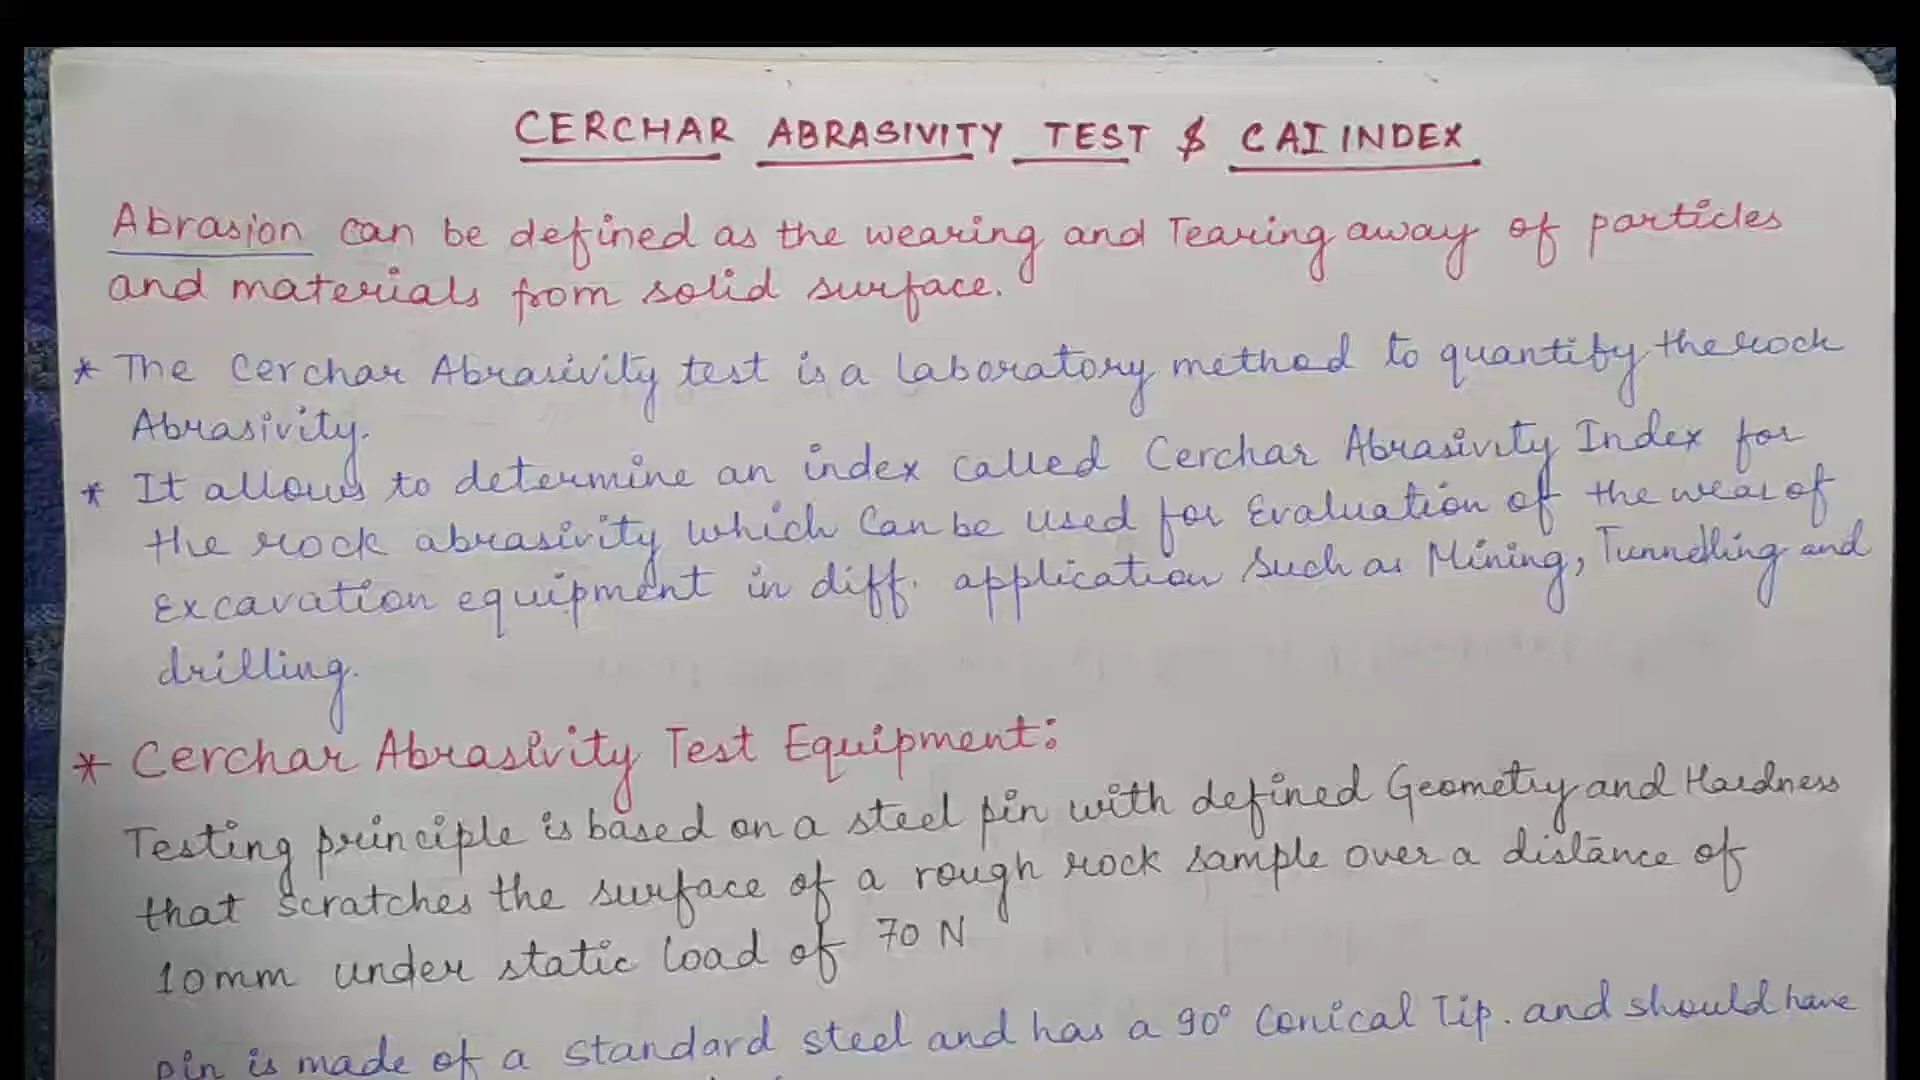 CERCHAR ABRASIVITY TEST & CAI INDEX
Abrasion can be defined as the wearing and Tearing away of particles
and materials from solid surface.
* The Cerchar Abrasivity test is a laboratory method to quantify the rock
Abrasivity.
* It allows to determine an index called Cerchar Abrasivity Index for
the rock abrasivity which can be used for Evaluation of the wear of
Excavation equipment in diff. application such as Mining, Tunnelling and
drilling.
* Cerchar Abrasivity Test Equipment:
Testing principle is based on a steel pin with defined Geometry and Hardness
that scratches the surface of a rough rock sample over a distance of
10mm under static load of 70 N
pin is made of a standard steel and has a 90° Conical Tip. and should have